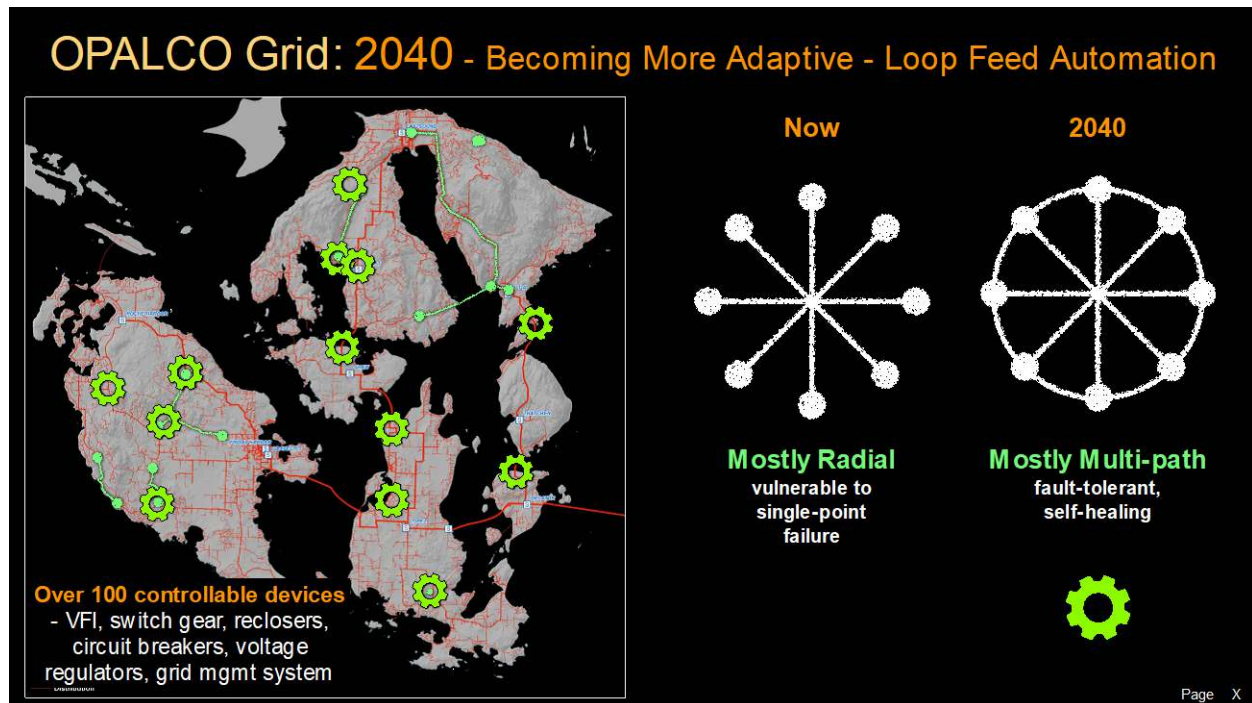 OPALCO Grid: 2040 - Becoming More Adaptive - Loop Feed Automation
Now
2040
Mostly Radial
vulnerable to
single-point
failure
Mostly Multi-path
fault-tolerant,
self-healing
Over 100 controllable devices
- VFI, switch gear, reclosers,
circuit breakers, voltage
regulators, grid mgmt system
Distribution
Page X